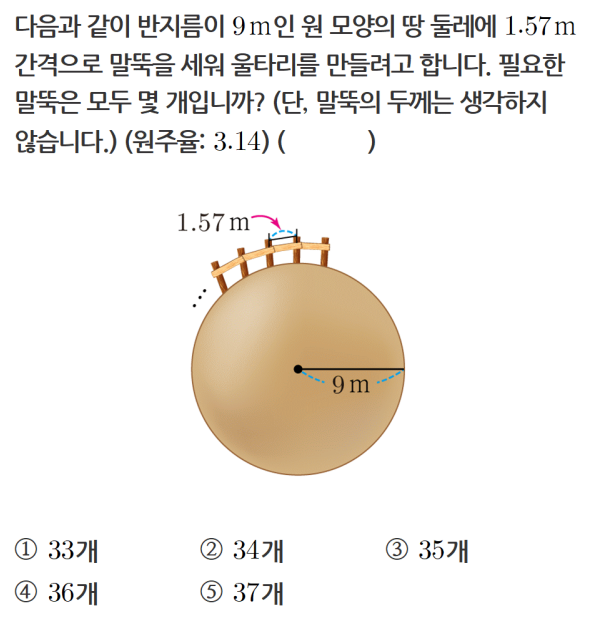 다음과 같이 반지름이 9 m인 원 모양의 땅 둘레에 1.57 m
간격으로 말뚝을 세워 울타리를 만들려고 합니다. 필요한
말뚝은 모두 몇 개입니까? (단, 말뚝의 두께는 생각하지
않습니다.) (원주율: 3.14) (          )
1.57 m
9 m
① 33개 ② 34개 ③ 35개
④ 36개 ⑤ 37개